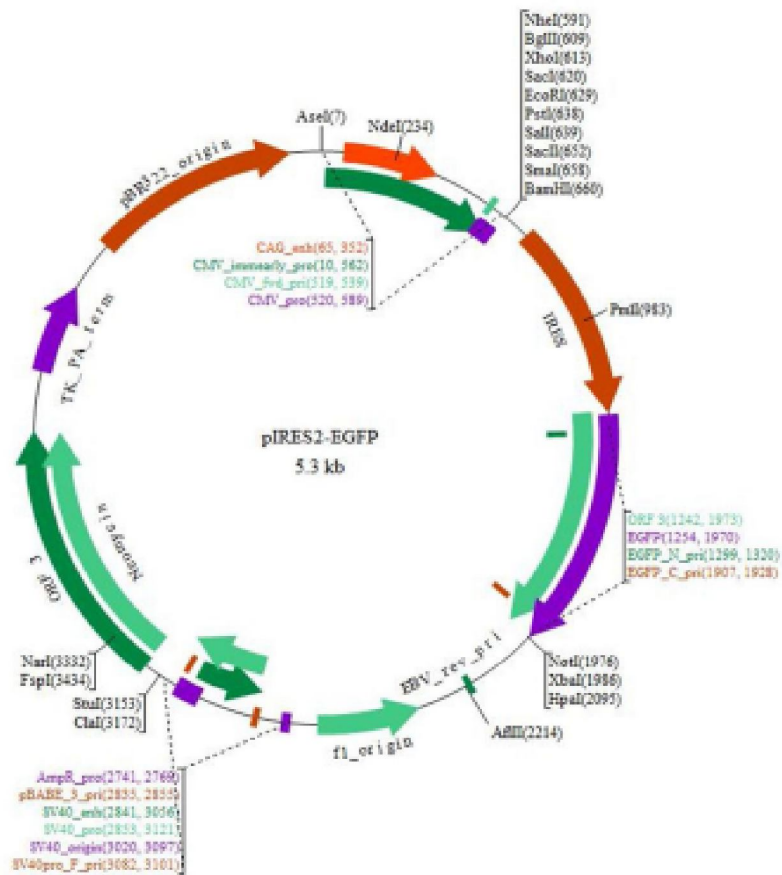 NheI(591)
BglII(609)
XhoI(613)
SacI(620)
EcoRI(629)
PstI(638)
SalI(639)
SacII(652)
SmaI(658)
BamHI(660)
AseI(7)
NdeI(234)
pBR322_origin
CAG_enh(65, 352)
CMV_immearly_pro(10, 562)
CMV_fwd_pri(519, 539)
CMV_pro(520, 589)
PmlI(983)
IRES
TK_PA_term
pIRES2-EGFP
5.3 kb
ORF 3(1242, 1973)
EGFP(1254, 1970)
EGFP_N_pri(1299, 1320)
EGFP_C_pri(1907, 1928)
Neomycin
ORF 3
EBV_rev_pri
NarI(3332)
FspI(3434)
StuI(3153)
ClaI(3172)
NotI(1976)
XbaI(1986)
HpaI(2095)
AflII(2214)
f1_origin
AmpR_pro(2741, 2769)
pBABE_3_pri(2835, 2855)
SV40_enh(2841, 3056)
SV40_pro(2853, 3121)
SV40_origin(3020, 3097)
SV40pro_F_pri(3082, 3101)